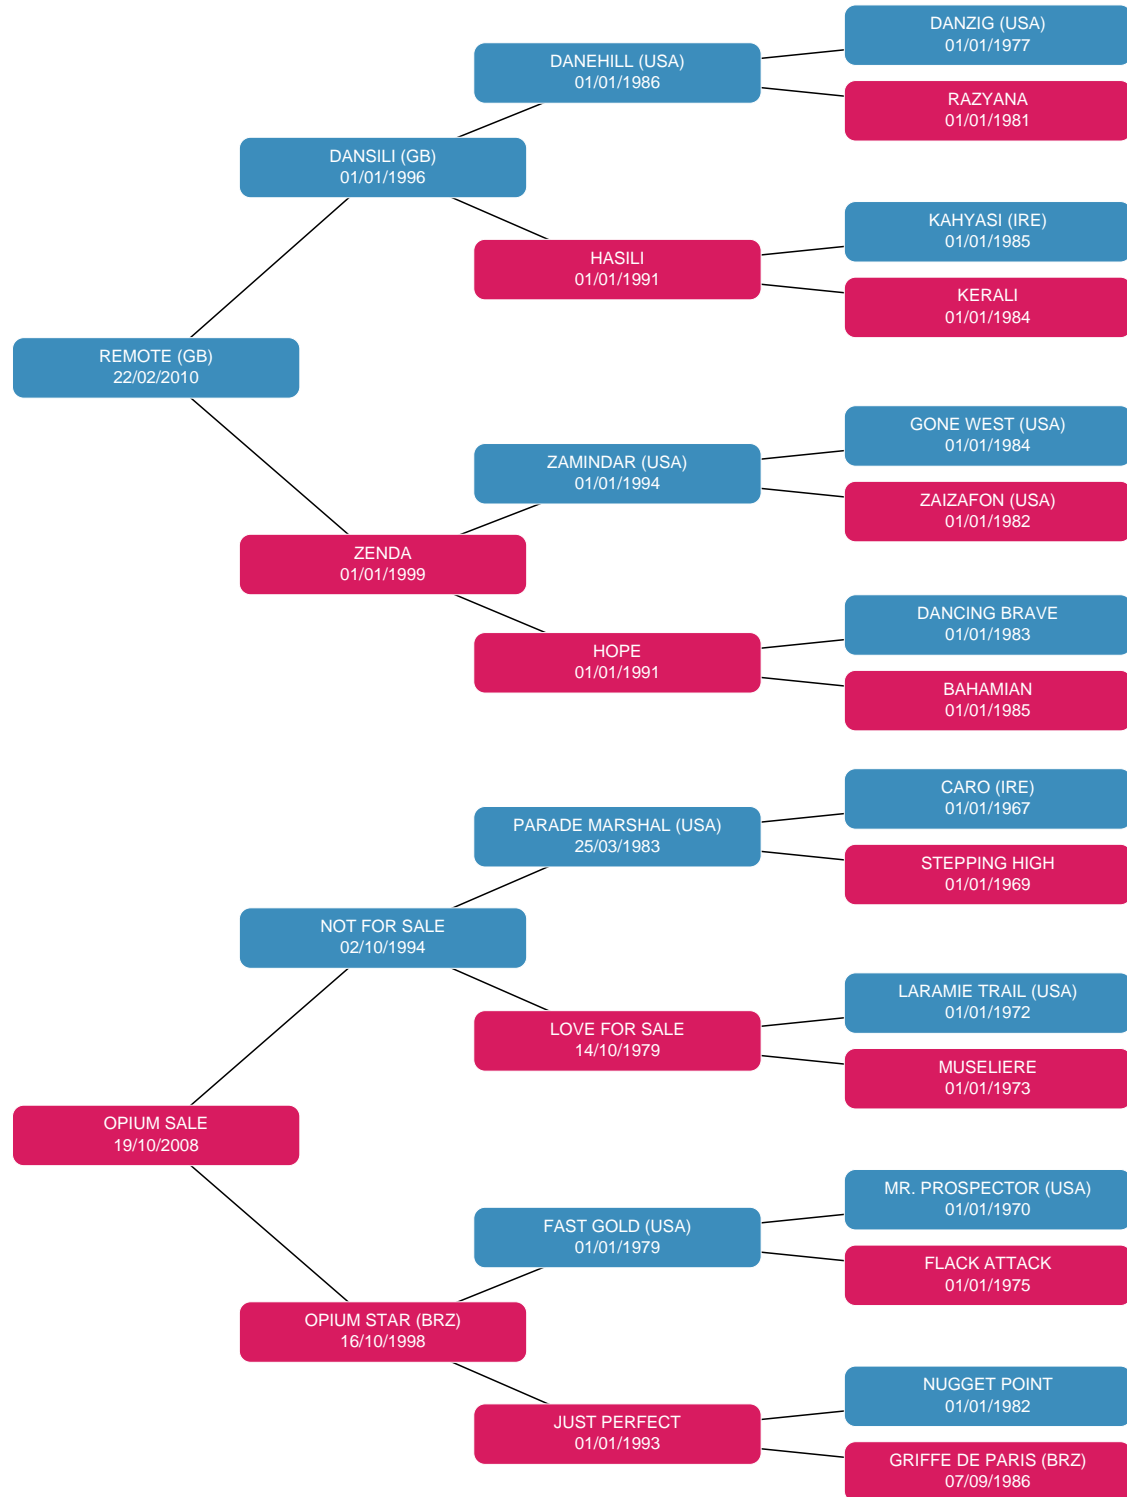 DANZIG (USA)
01/01/1977
DANEHILL (USA)
01/01/1986
RAZYANA
01/01/1981
DANSILI (GB)
01/01/1996
KAHYASI (IRE)
01/01/1985
HASILI
01/01/1991
KERALI
01/01/1984
REMOTE (GB)
22/02/2010
GONE WEST (USA)
01/01/1984
ZAMINDAR (USA)
01/01/1994
ZAIZAFON (USA)
01/01/1982
ZENDA
01/01/1999
DANCING BRAVE
01/01/1983
HOPE
01/01/1991
BAHAMIAN
01/01/1985
CARO (IRE)
01/01/1967
PARADE MARSHAL (USA)
25/03/1983
STEPPING HIGH
01/01/1969
NOT FOR SALE
02/10/1994
LARAMIE TRAIL (USA)
01/01/1972
LOVE FOR SALE
14/10/1979
MUSELIERE
01/01/1973
OPIUM SALE
19/10/2008
MR. PROSPECTOR (USA)
01/01/1970
FAST GOLD (USA)
01/01/1979
FLACK ATTACK
01/01/1975
OPIUM STAR (BRZ)
16/10/1998
NUGGET POINT
01/01/1982
JUST PERFECT
01/01/1993
GRIFFE DE PARIS (BRZ)
07/09/1986